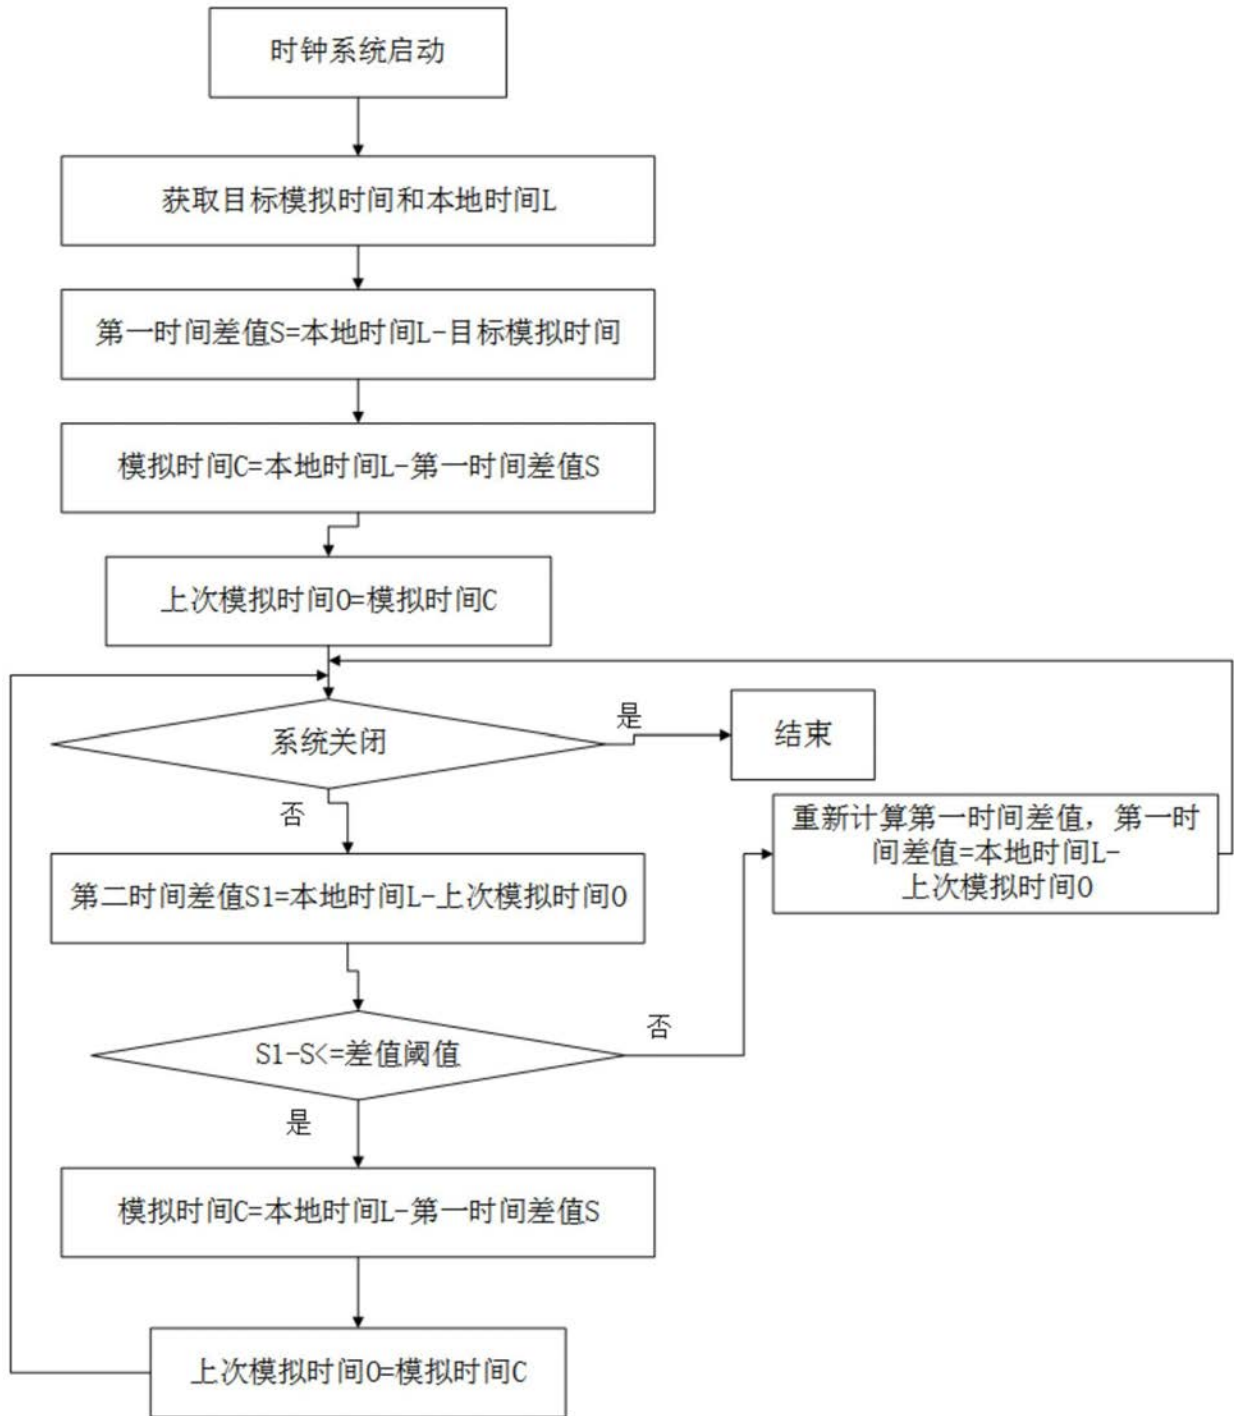 时钟系统启动
获取目标模拟时间和本地时间L
第一时间差值S=本地时间L-目标模拟时间
模拟时间C=本地时间L-第一时间差值S
上次模拟时间O=模拟时间C
系统关闭
是
结束
否
重新计算第一时间差值，第一时
间差值=本地时间L-
上次模拟时间O
第二时间差值S1=本地时间L-上次模拟时间O
S1-S<=差值阈值
否
是
模拟时间C=本地时间L-第一时间差值S
上次模拟时间O=模拟时间C